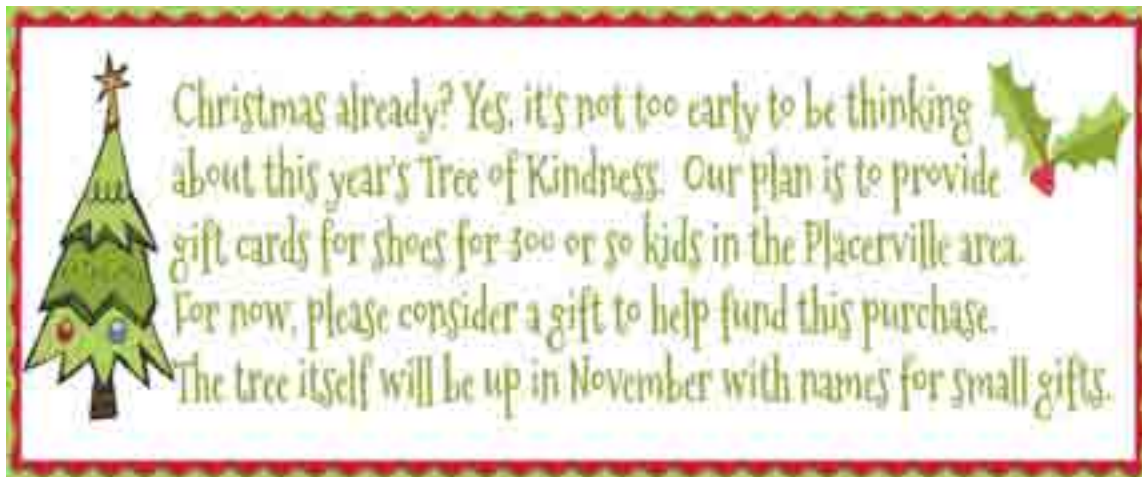 Christmas already? Yes, it's not too early to be thinking
about this year's Tree of Kindness. Our plan is to provide
gift cards for shoes for 300 or so kids in the Placerville area.
For now, please consider a gift to help fund this purchase.
The tree itself will be up in November with names for small gifts.